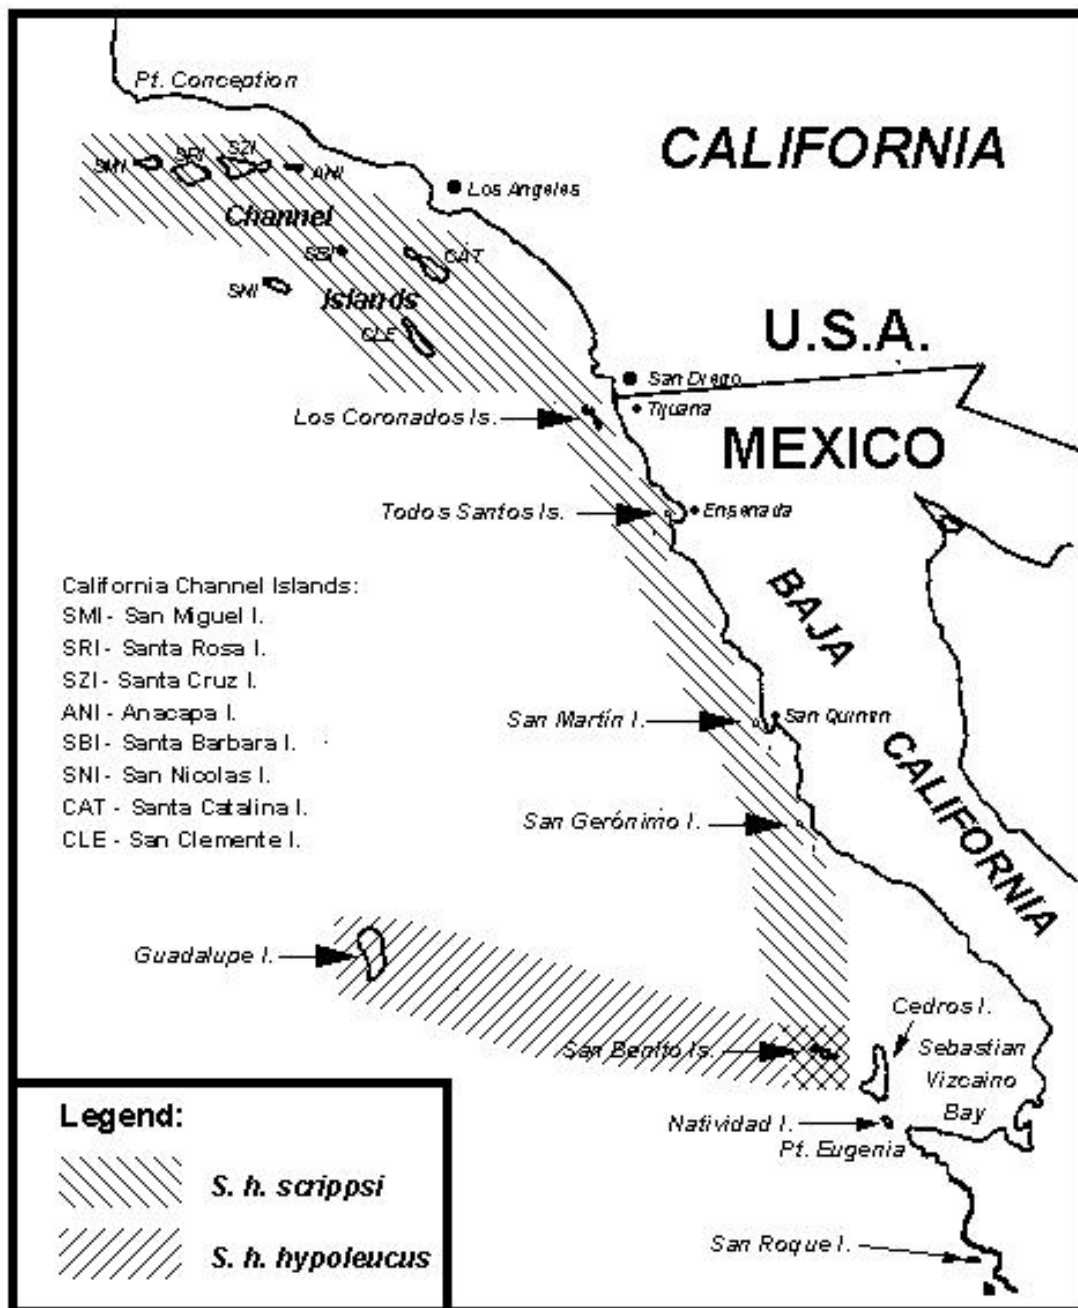 Pt. Conception
CALIFORNIA
SMI
SRI
SZI
ANI
Los Angeles
Channel
SBI
CAT
SNI
Islands
CLE
U.S.A.
San Diego
Los Coronados Is.
Tijuana
MEXICO
Todos Santos Is.
Ensenada
BAJA
CALIFORNIA
California Channel Islands:
SMI - San Miguel I.
SRI - Santa Rosa I.
SZI - Santa Cruz I.
ANI - Anacapa I.
SBI - Santa Barbara I.
SNI - San Nicolas I.
CAT - Santa Catalina I.
CLE - San Clemente I.
San Martín I.
San Quintin
San Gerónimo I.
Guadalupe I.
Cedros I.
San Benito Is.
Sebastian
Vizcaino
Bay
Natividad I.
Pt. Eugenia
San Roque I.
Legend:
S. h. scrippsi
S. h. hypoleucus